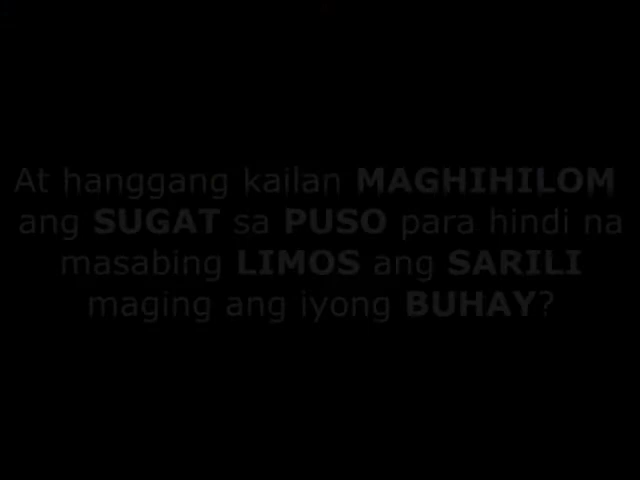 At hanggang kailan MAGHIHILOM
ang SUGAT sa PUSO para hindi na
masabing LIMOS ang SARILI
maging ang iyong BUHAY?